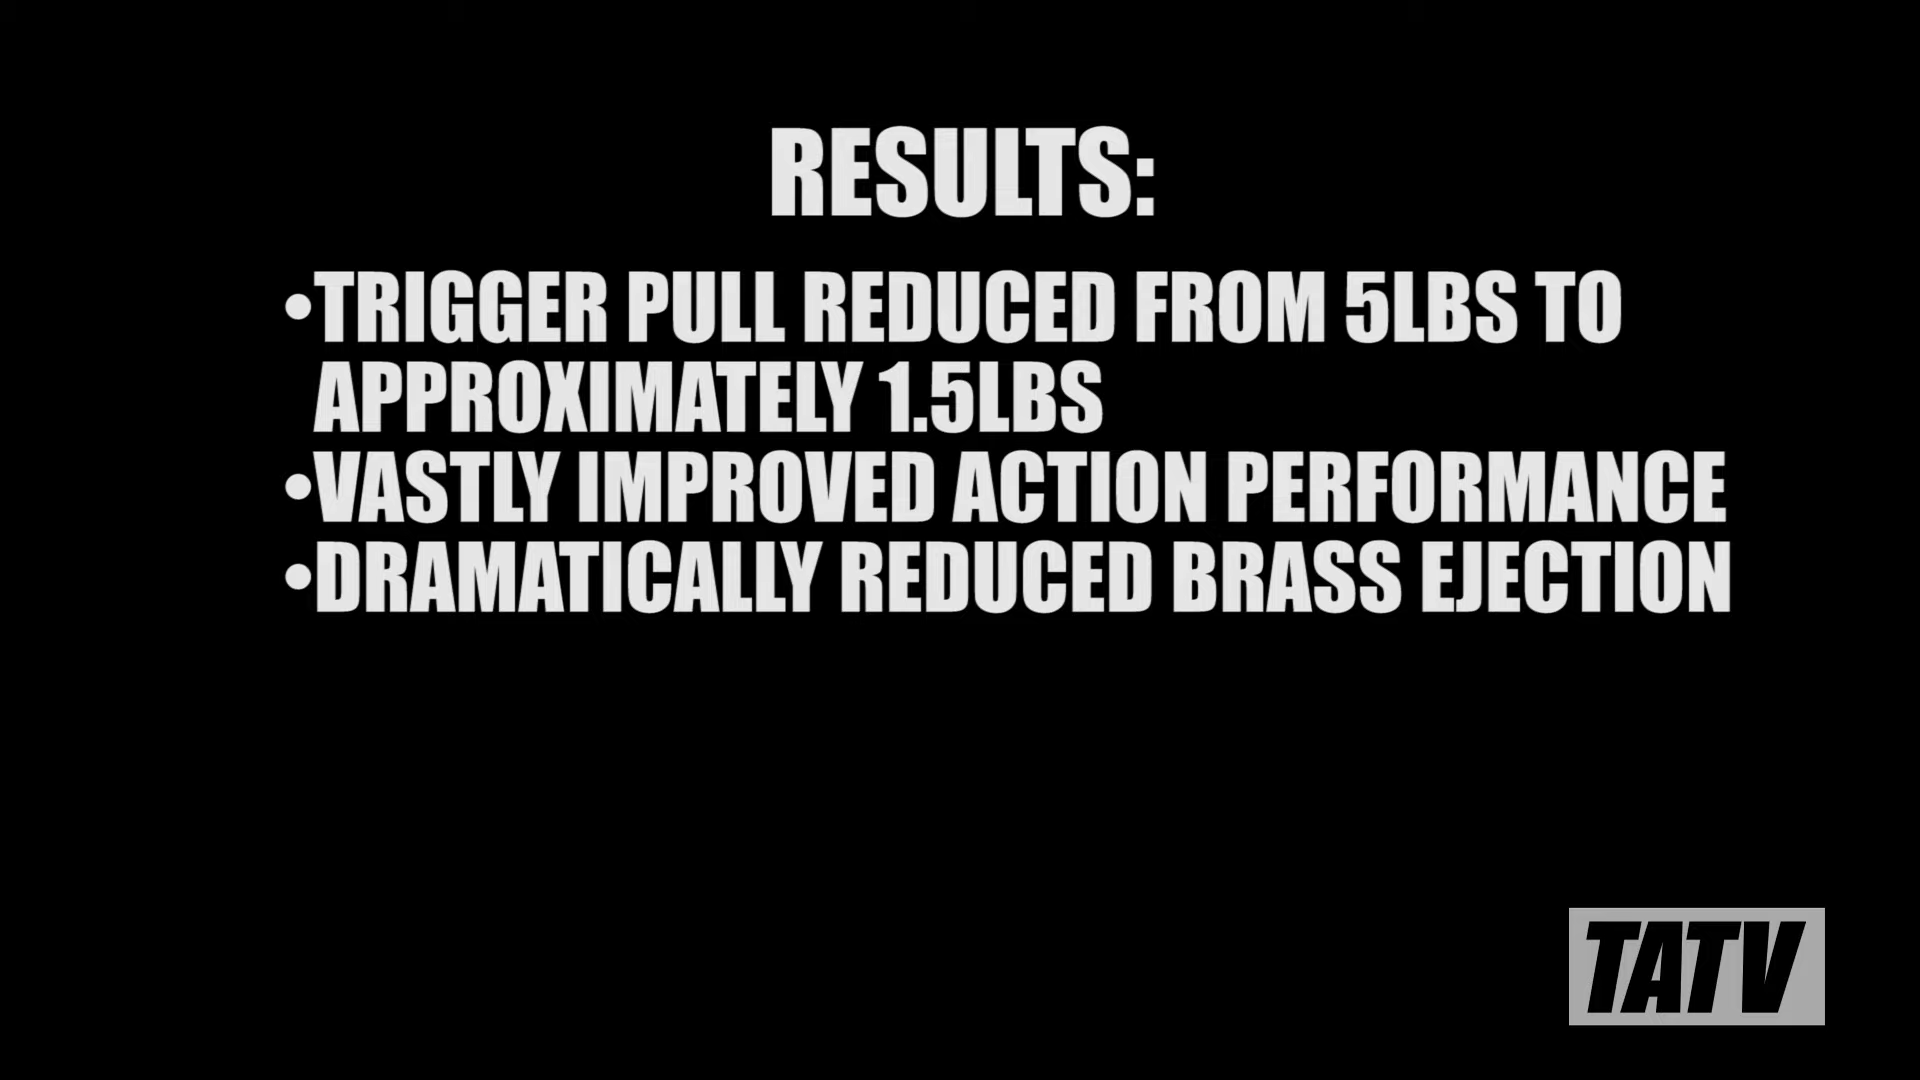 RESULTS:
•TRIGGER PULL REDUCED FROM 5LBS TO
APPROXIMATELY 1.5LBS
•VASTLY IMPROVED ACTION PERFORMANCE
•DRAMATICALLY REDUCED BRASS EJECTION
TATV